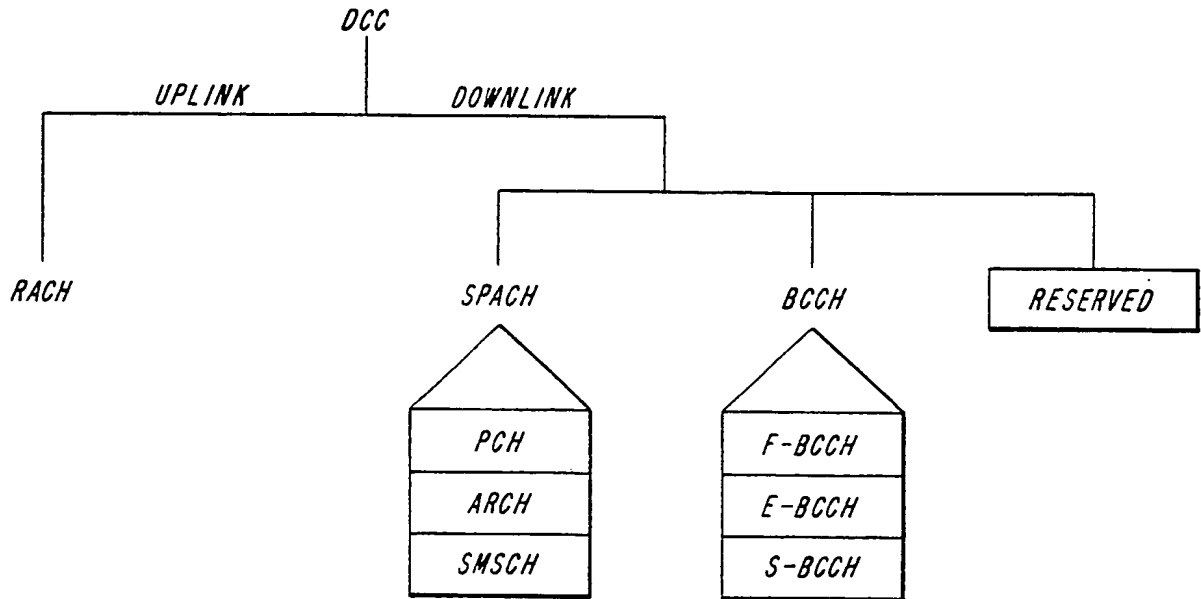 DCC
UPLINK DOWNLINK
RACH SPACH BCCH RESERVED
PCH F-BCCH
ARCH E-BCCH
SMSCH S-BCCH